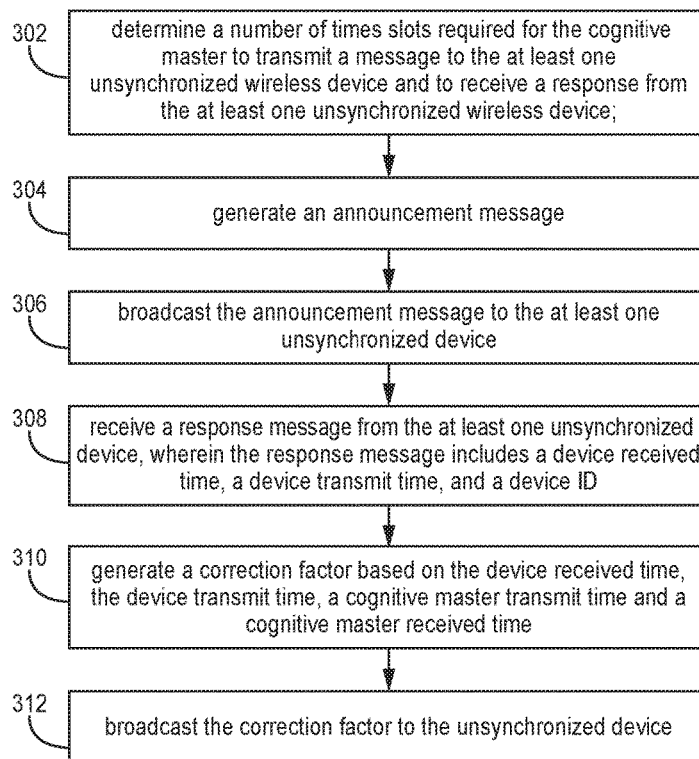 302
determine a number of times slots required for the cognitive
master to transmit a message to the at least one
unsynchronized wireless device and to receive a response from
the at least one unsynchronized wireless device;
304
generate an announcement message
306
broadcast the announcement message to the at least one
unsynchronized device
308
receive a response message from the at least one unsynchronized
device, wherein the response message includes a device received
time, a device transmit time, and a device ID
310
generate a correction factor based on the device received time,
the device transmit time, a cognitive master transmit time and a
cognitive master received time
312
broadcast the correction factor to the unsynchronized device